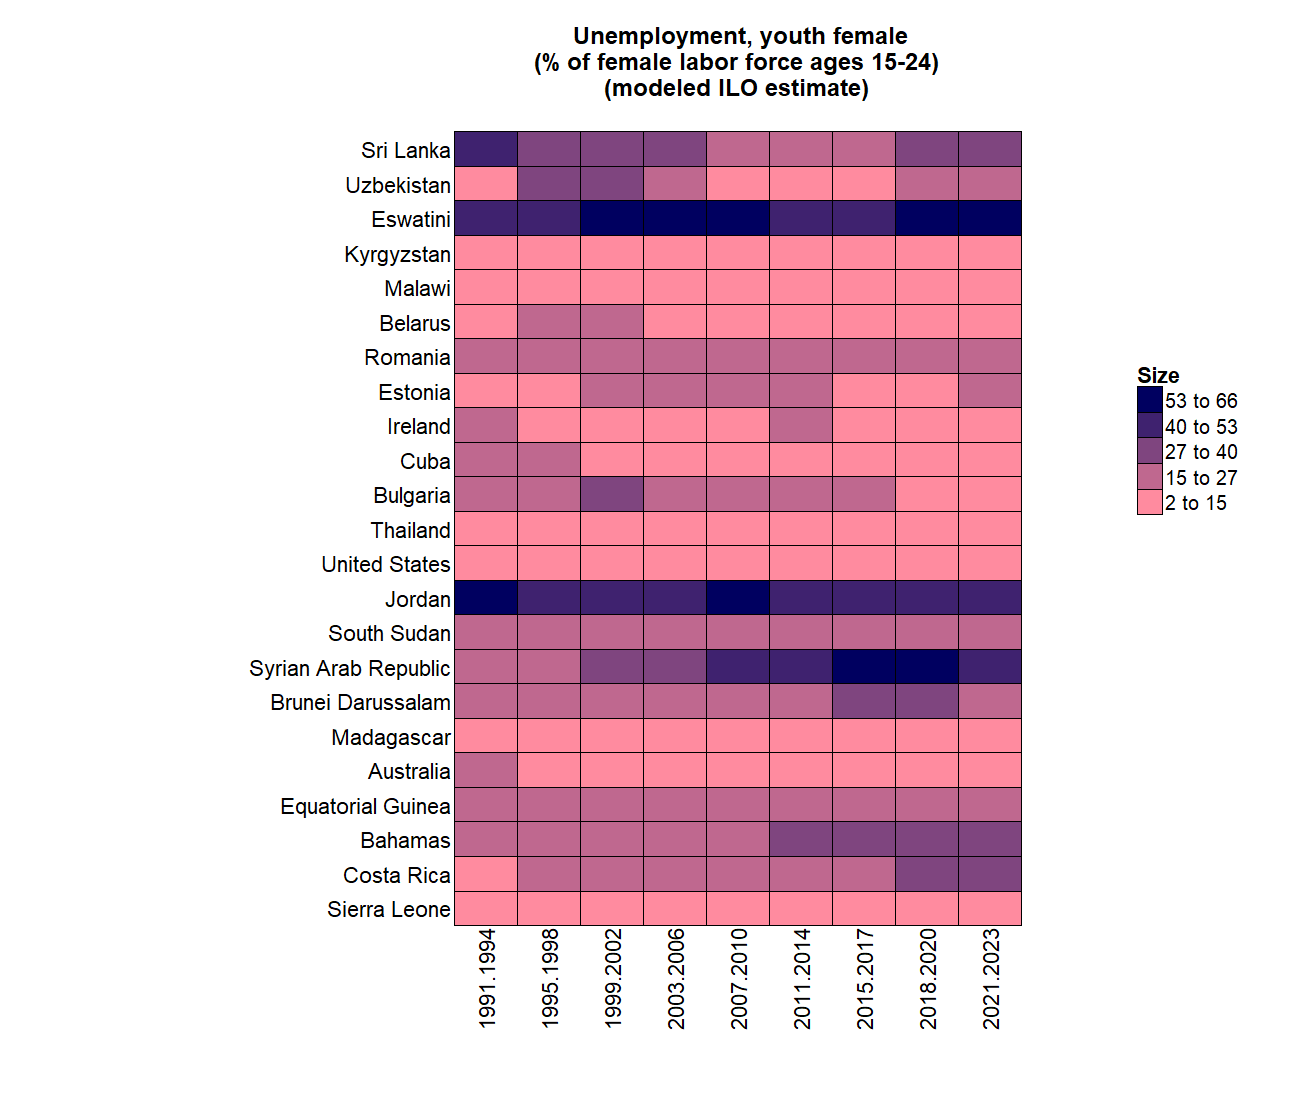 Unemployment, youth female
(% of female labor force ages 15-24)
(modeled ILO estimate)
Sri Lanka
Uzbekistan
Eswatini
Kyrgyzstan
Malawi
Belarus
Romania
Estonia
Ireland
Cuba
Bulgaria
Thailand
United States
Jordan
South Sudan
Syrian Arab Republic
Brunei Darussalam
Madagascar
Australia
Equatorial Guinea
Bahamas
Costa Rica
Sierra Leone
1991.1994
1995.1998
1999.2002
2003.2006
2007.2010
2011.2014
2015.2017
2018.2020
2021.2023
Size
53 to 66
40 to 53
27 to 40
15 to 27
2 to 15